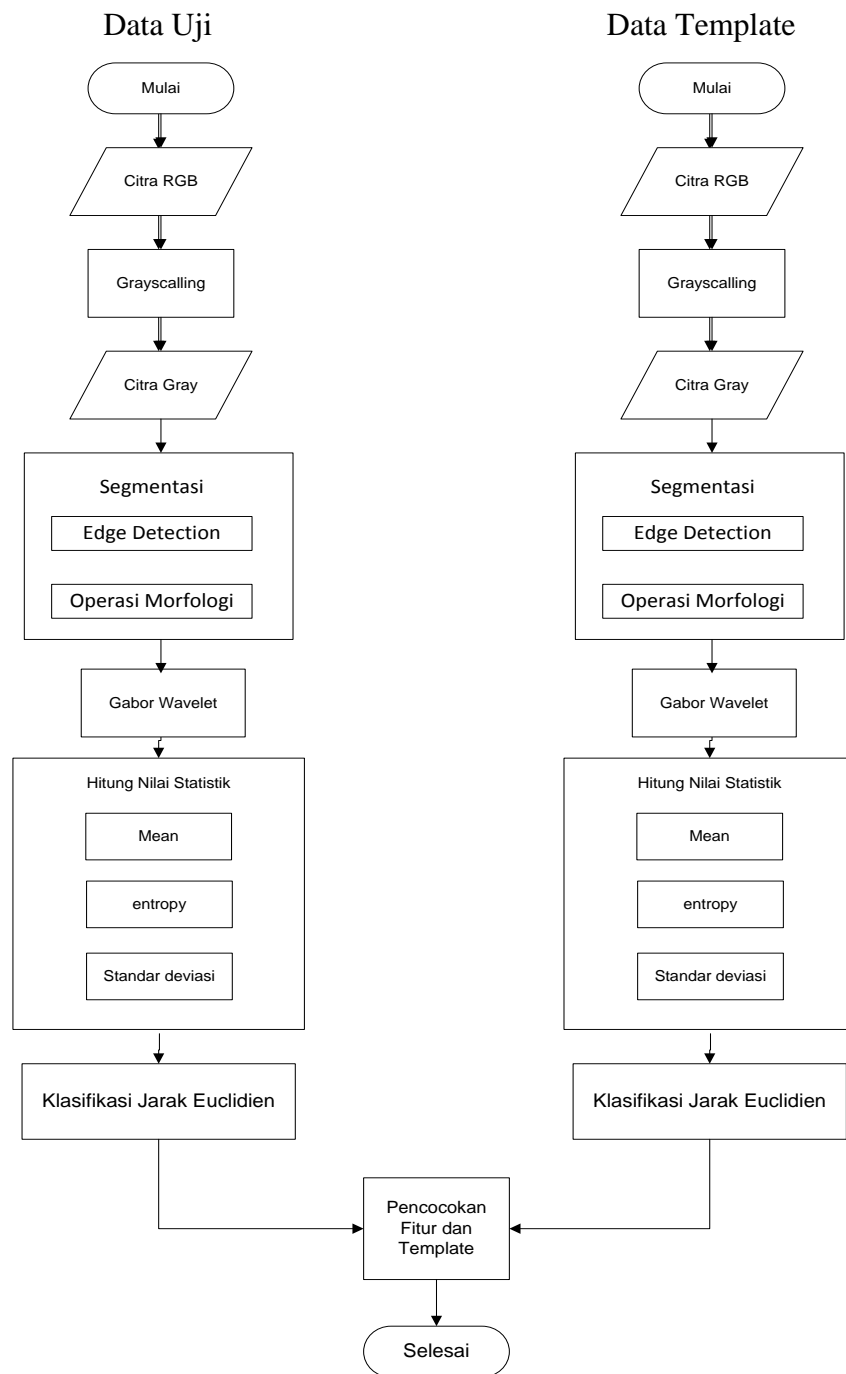 Data Uji
Mulai
Citra RGB
Grayscalling
Citra Gray
Segmentasi
Edge Detection
Operasi Morfologi
Gabor Wavelet
Hitung Nilai Statistik
Mean
entropy
Standar deviasi
Klasifikasi Jarak Euclidien
Data Template
Mulai
Citra RGB
Grayscalling
Citra Gray
Segmentasi
Edge Detection
Operasi Morfologi
Gabor Wavelet
Hitung Nilai Statistik
Mean
entropy
Standar deviasi
Klasifikasi Jarak Euclidien
Pencocokan
Fitur dan
Template
Selesai